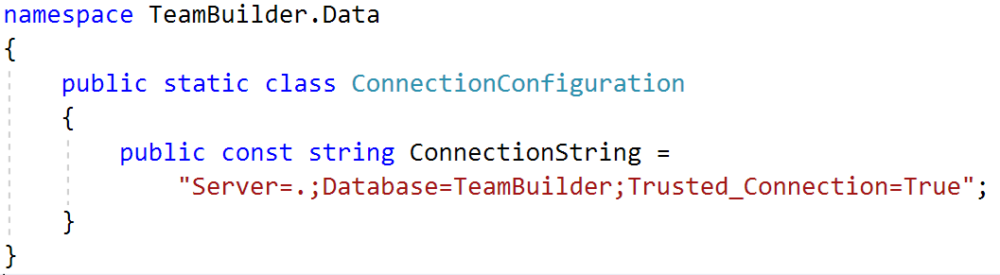 namespace TeamBuilder.Data
{
    public static class ConnectionConfiguration
    {
        public const string ConnectionString =
            "Server=.;Database=TeamBuilder;Trusted_Connection=True";
    }
}